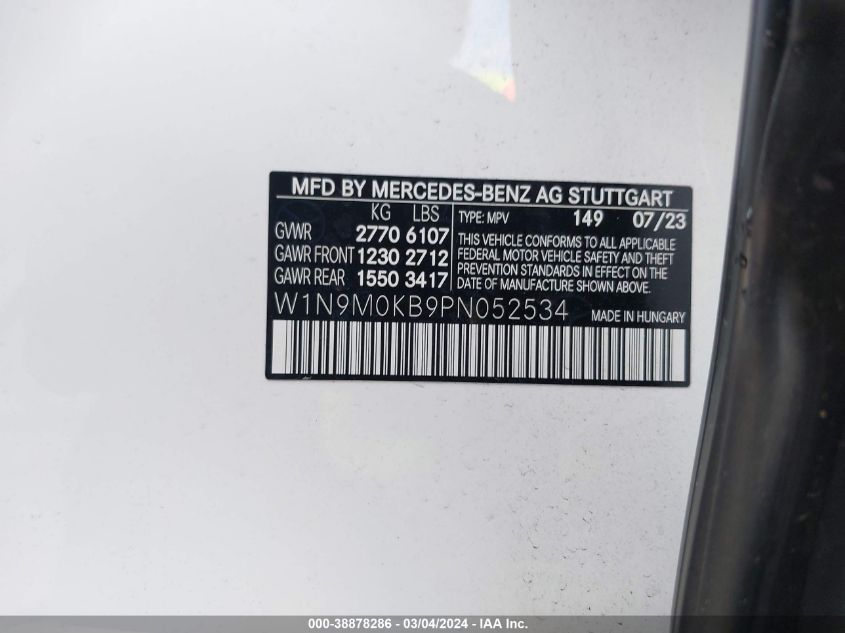 MFD BY MERCEDES-BENZ AG STUTTGART
KG LBS
GVWR 2770 6107
GAWR FRONT 1230 2712
GAWR REAR 1550 3417
TYPE: MPV 149 07/23
THIS VEHICLE CONFORMS TO ALL APPLICABLE
FEDERAL MOTOR VEHICLE SAFETY AND THEFT
PREVENTION STANDARDS IN EFFECT ON THE
DATE OF MANUFACTURE SHOWN ABOVE.
W1N9M0KB9PN052534 MADE IN HUNGARY
000-38878286 - 03/04/2024 - IAA Inc.